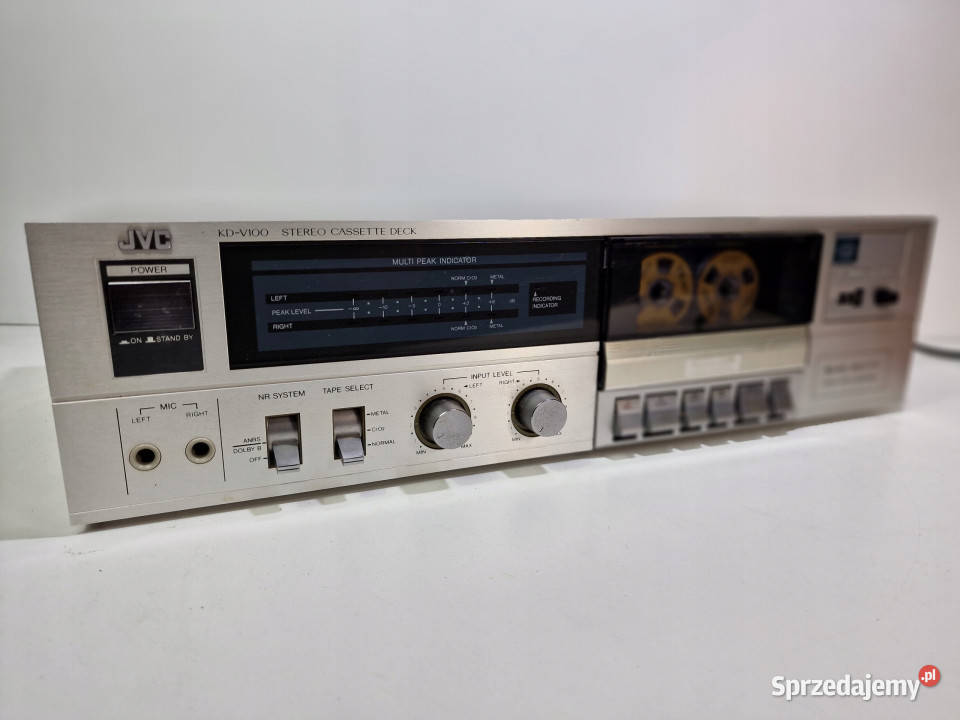 JVC
KD-V100 STEREO CASSETTE DECK
POWER
ON STAND BY
MULTI PEAK INDICATOR
NORM CrO2 METAL
LEFT
PEAK LEVEL
RIGHT
NORM CrO2 METAL
RECORDING
INDICATOR
MIC
LEFT RIGHT
NR SYSTEM
ANRS
DOLBY B
OFF
TAPE SELECT
METAL
CrO2
NORMAL
INPUT LEVEL
LEFT RIGHT
MIN MAX
MIN MAX
Sprzedajemy.pl